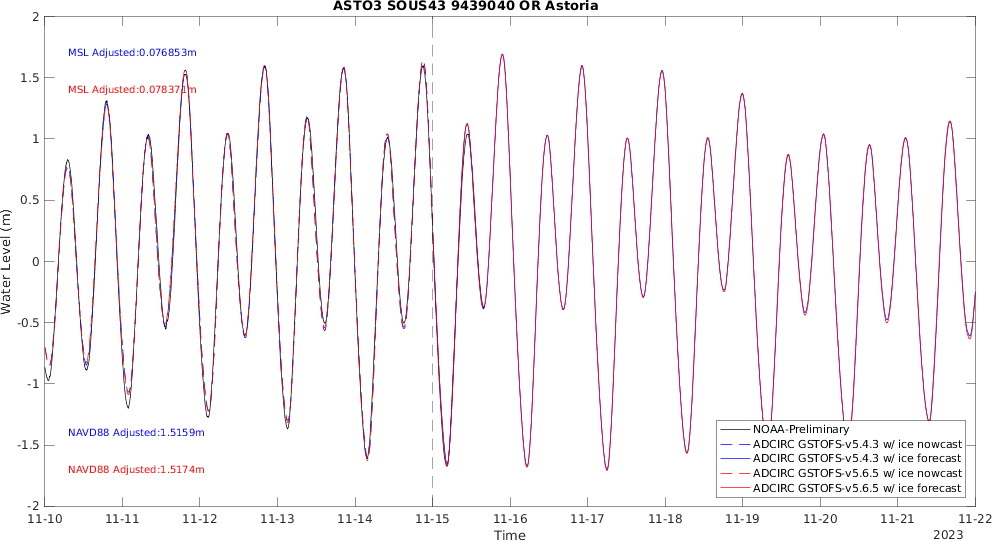 ASTO3 SOUS43 9439040 OR Astoria
2
1.5
1
0.5
0
-0.5
-1
-1.5
-2
Water Level (m)
MSL Adjusted:0.076853m
MSL Adjusted:0.078371m
NAVD88 Adjusted:1.5159m
NAVD88 Adjusted:1.5174m
NOAA-Preliminary
ADCIRC GSTOFS-v5.4.3 w/ ice nowcast
ADCIRC GSTOFS-v5.4.3 w/ ice forecast
ADCIRC GSTOFS-v5.6.5 w/ ice nowcast
ADCIRC GSTOFS-v5.6.5 w/ ice forecast
11-10 11-11 11-12 11-13 11-14 11-15 11-16 11-17 11-18 11-19 11-20 11-21 11-22
Time
2023